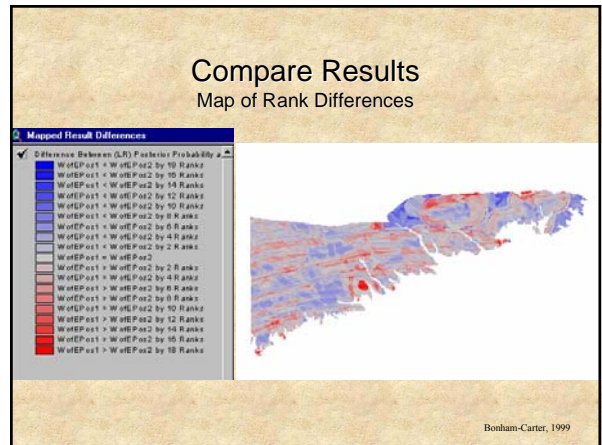 Compare Results
Map of Rank Differences
Mapped Result Differences
Difference Between (LR) Posterior Probability a
WofEPos1 < WofEPos2 by 18 Ranks
WofEPos1 < WofEPos2 by 16 Ranks
WofEPos1 < WofEPos2 by 14 Ranks
WofEPos1 < WofEPos2 by 12 Ranks
WofEPos1 < WofEPos2 by 10 Ranks
WofEPos1 < WofEPos2 by 8 Ranks
WofEPos1 < WofEPos2 by 6 Ranks
WofEPos1 < WofEPos2 by 4 Ranks
WofEPos1 < WofEPos2 by 2 Ranks
WofEPos1 = WofEPos2
WofEPos1 > WofEPos2 by 2 Ranks
WofEPos1 > WofEPos2 by 4 Ranks
WofEPos1 > WofEPos2 by 6 Ranks
WofEPos1 > WofEPos2 by 8 Ranks
WofEPos1 > WofEPos2 by 10 Ranks
WofEPos1 > WofEPos2 by 12 Ranks
WofEPos1 > WofEPos2 by 14 Ranks
WofEPos1 > WofEPos2 by 16 Ranks
WofEPos1 > WofEPos2 by 18 Ranks
Bonham-Carter, 1999